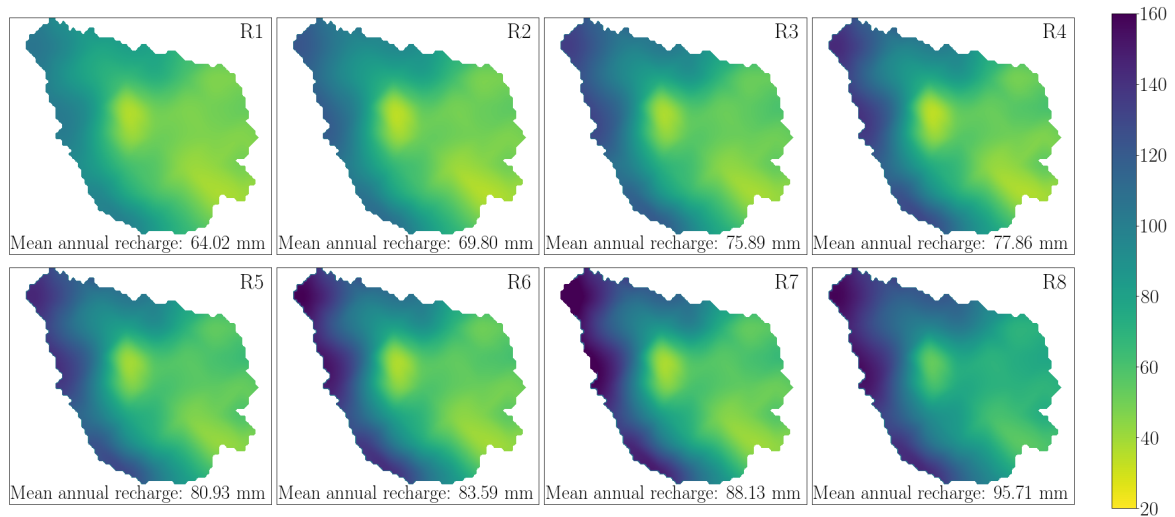 R1
Mean annual recharge: 64.02 mm
R2
Mean annual recharge: 69.80 mm
R3
Mean annual recharge: 75.89 mm
R4
Mean annual recharge: 77.86 mm
R5
Mean annual recharge: 80.93 mm
R6
Mean annual recharge: 83.59 mm
R7
Mean annual recharge: 88.13 mm
R8
Mean annual recharge: 95.71 mm
160
140
120
100
80
60
40
20